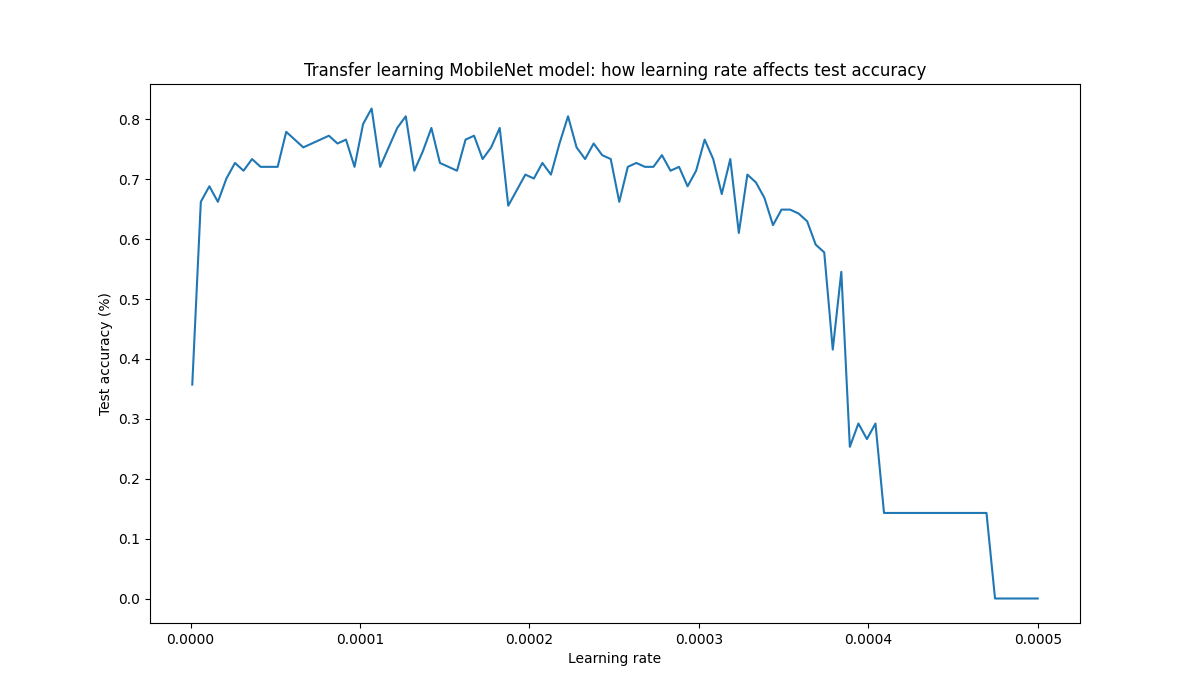 Transfer learning MobileNet model: how learning rate affects test accuracy
Test accuracy (%)
0.8
0.7
0.6
0.5
0.4
0.3
0.2
0.1
0.0
0.0000 0.0001 0.0002 0.0003 0.0004 0.0005
Learning rate